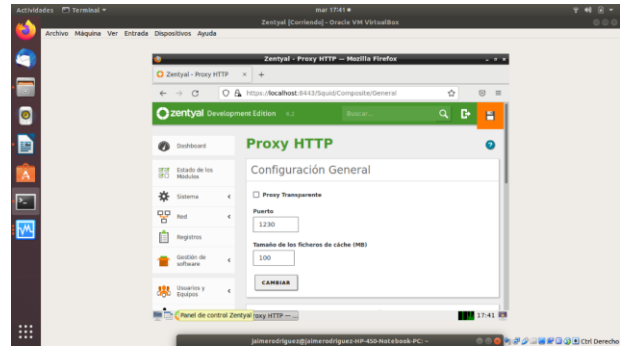 Actividades Terminal mar 17:41
Zentyal [Corriendo] - Oracle VM VirtualBox
Archivo Máquina Ver Entrada Dispositivos Ayuda
Zentyal - Proxy HTTP — Mozilla Firefox
Zentyal - Proxy HTTP × +
https://localhost:8443/Squid/Composite/General
zentyal Development Edition 6.2 Buscar...
Dashboard
Estado de los Módulos
Sistema
Red
Registros
Gestión de software
Usuarios y Equipos
Proxy HTTP
Configuración General
Proxy Transparente
Puerto
1230
Tamaño de los ficheros de cáche (MB)
100
CAMBIAR
Panel de control Zentyal
roxy HTTP — ...
17:41
jaimerodriguez@jaimerodriguez-HP-450-Notebook-PC: ~
Ctrl Derecho